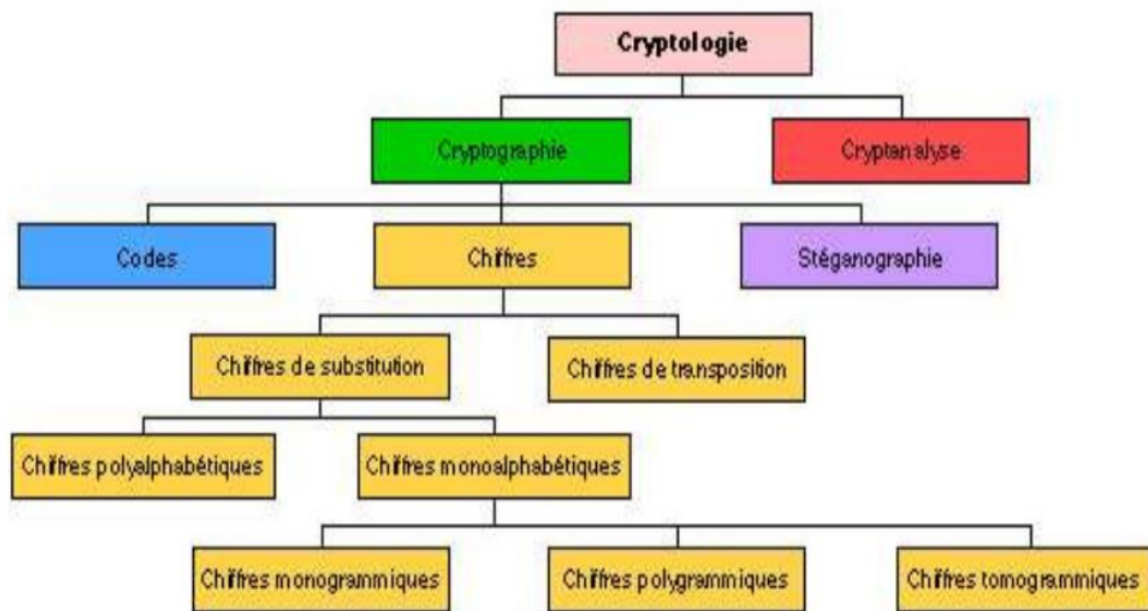 Cryptologie
Cryptographie
Cryptanalyse
Codes
Chiffres
Stéganographie
Chiffres de substitution
Chiffres de transposition
Chiffres polyalphabétiques
Chiffres monoalphabétiques
Chiffres monogrammiques
Chiffres polygrammiques
Chiffres tomogrammiques